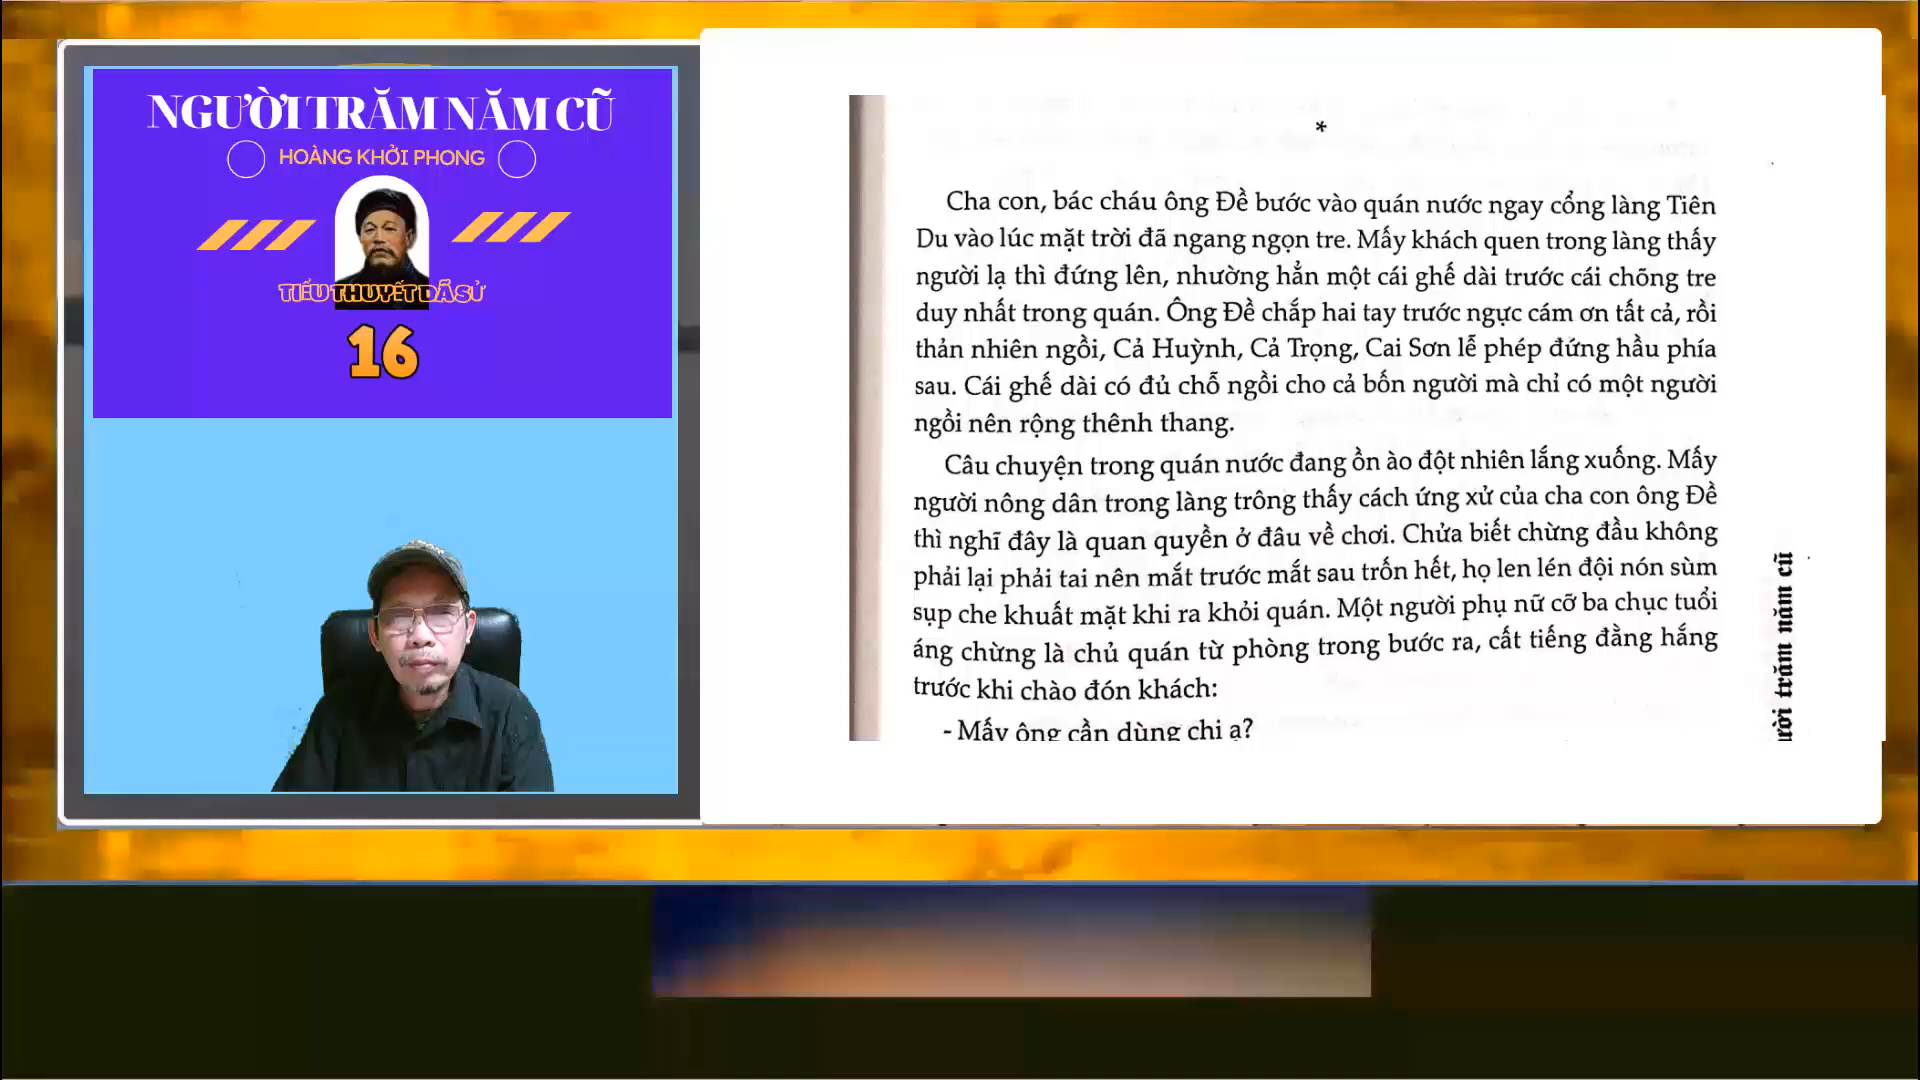 NGƯỜI TRĂM NĂM CŨ
HOÀNG KHỞI PHONG
TIỂU THUYẾT DÃ SỬ
16
*
Cha con, bác cháu ông Đề bước vào quán nước ngay cổng làng Tiên
Du vào lúc mặt trời đã ngang ngọn tre. Mấy khách quen trong làng thấy
người lạ thì đứng lên, nhường hẳn một cái ghế dài trước cái chõng tre
duy nhất trong quán. Ông Đề chắp hai tay trước ngực cám ơn tất cả, rồi
thản nhiên ngồi, Cả Huỳnh, Cả Trọng, Cai Sơn lễ phép đứng hầu phía
sau. Cái ghế dài có đủ chỗ ngồi cho cả bốn người mà chỉ có một người
ngồi nên rộng thênh thang.
Câu chuyện trong quán nước đang ồn ào đột nhiên lắng xuống. Mấy
người nông dân trong làng trông thấy cách ứng xử của cha con ông Đề
thì nghĩ đây là quan quyền ở đâu về chơi. Chửa biết chừng đầu không
phải lại phải tai nên mắt trước mắt sau trốn hết, họ len lén đội nón sùm
sụp che khuất mặt khi ra khỏi quán. Một người phụ nữ cỡ ba chục tuổi
áng chừng là chủ quán từ phòng trong bước ra, cất tiếng đằng hắng
trước khi chào đón khách:
- Mấy ông cần dùng chi ạ?
ười trăm năm cũ